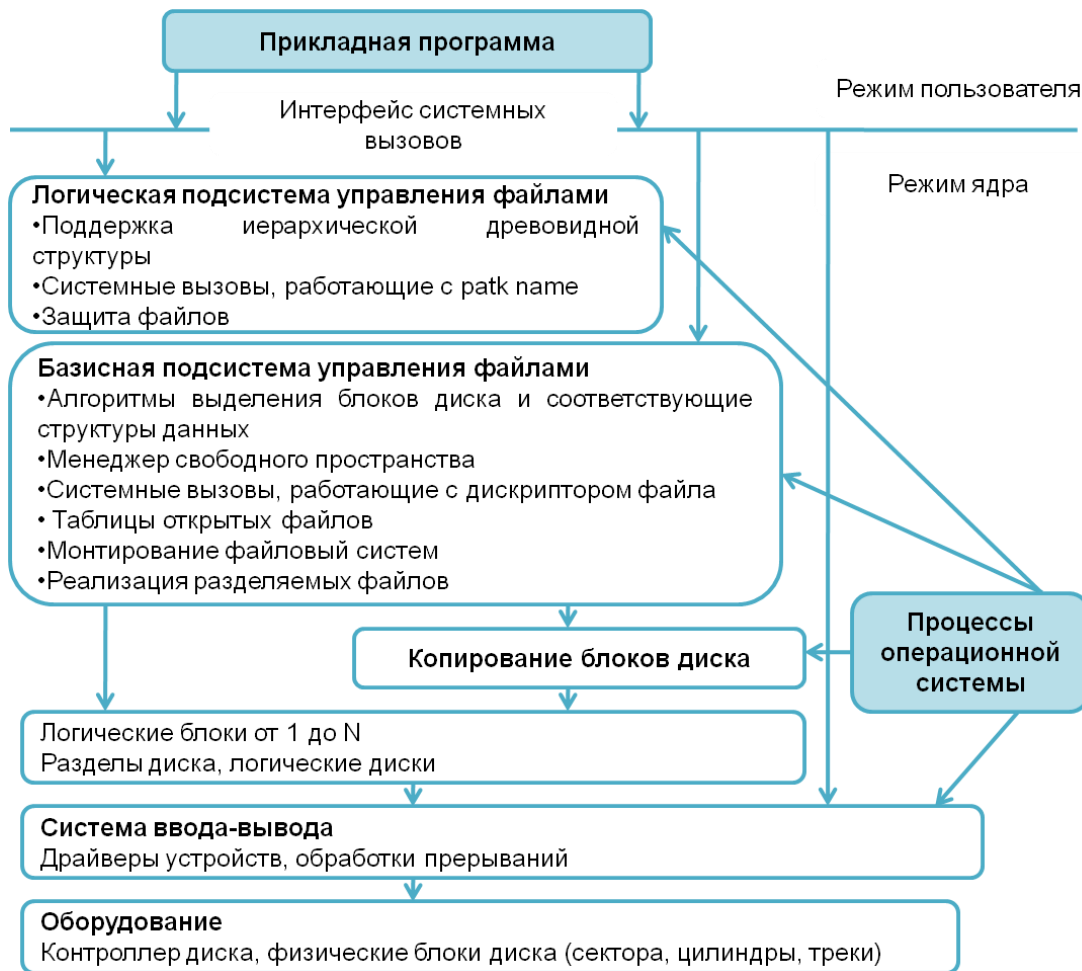 Прикладная программа
Режим пользователя
Интерфейс системных
вызовов
Режим ядра
Логическая подсистема управления файлами
•Поддержка иерархической древовидной
структуры
•Системные вызовы, работающие с patk name
•Защита файлов
Базисная подсистема управления файлами
•Алгоритмы выделения блоков диска и соответствующие
структуры данных
•Менеджер свободного пространства
•Системные вызовы, работающие с дискриптором файла
• Таблицы открытых файлов
•Монтирование файловый систем
•Реализация разделяемых файлов
Процессы
операционной
системы
Копирование блоков диска
Логические блоки от 1 до N
Разделы диска, логические диски
Система ввода-вывода
Драйверы устройств, обработки прерываний
Оборудование
Контроллер диска, физические блоки диска (сектора, цилиндры, треки)